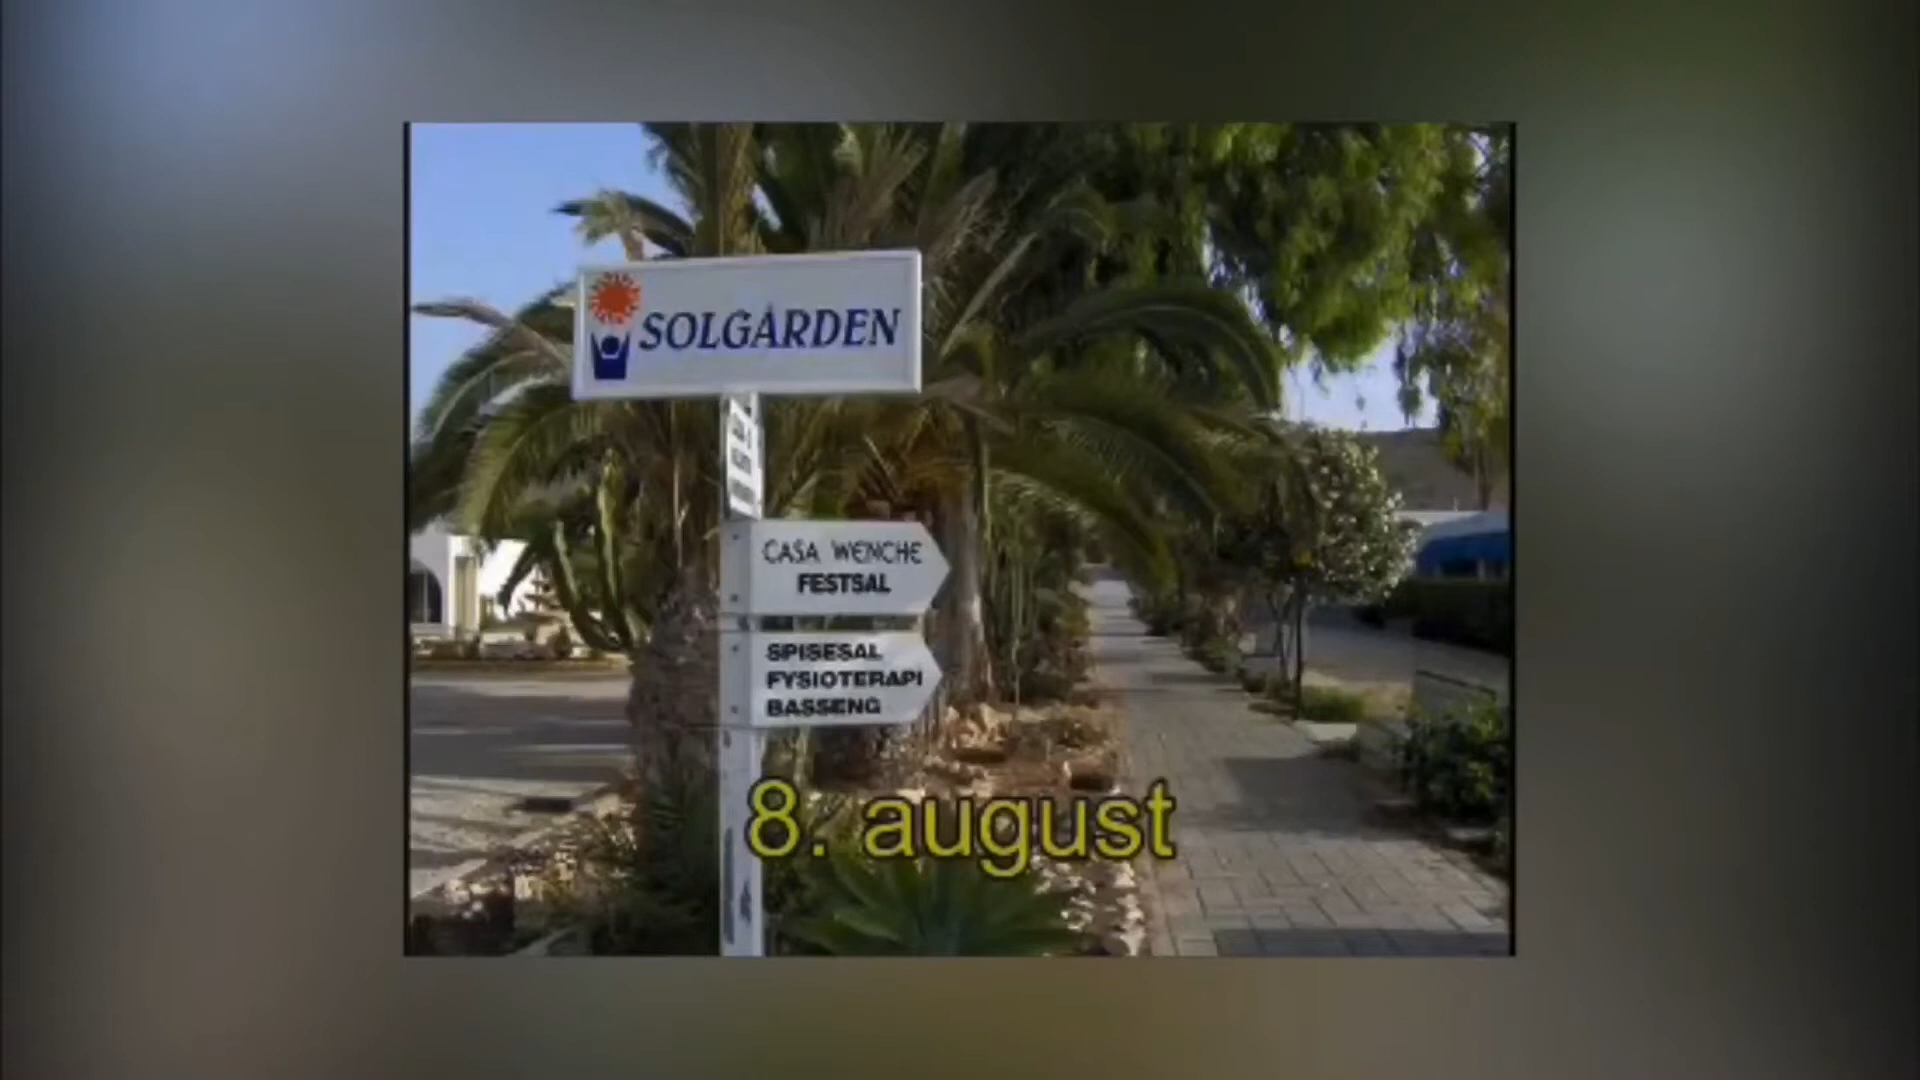 SOLGÅRDEN
CASA WENCHE
FESTSAL
SPISESAL
FYSIOTERAPI
BASSENG
8. august